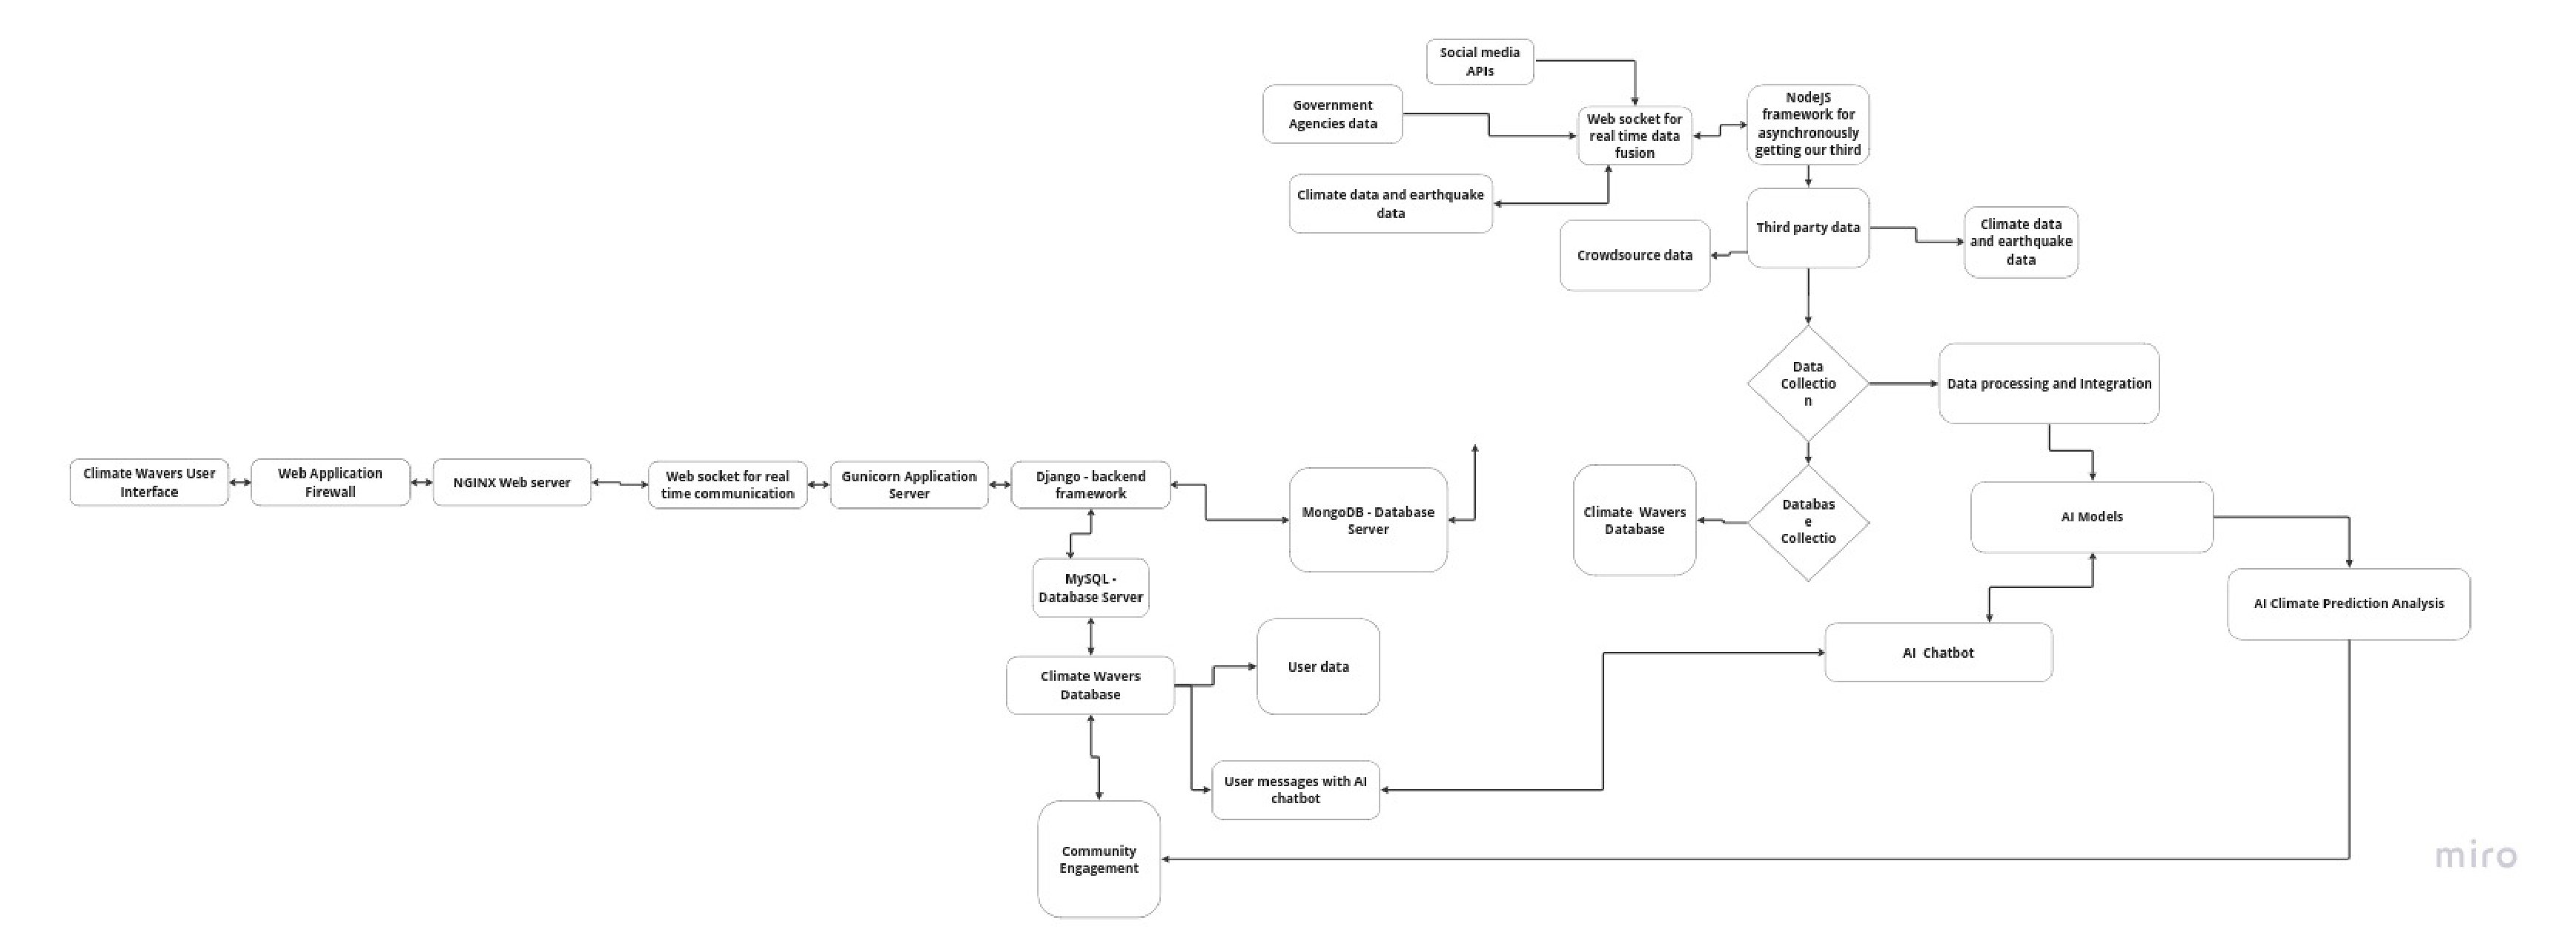 Social media
APIs
Government
Agencies data
Web socket for
real time data
fusion
NodeJS
framework for
asynchronously
getting our third
Climate data and earthquake
data
Crowdsource data
Third party data
Climate data
and earthquake
data
Data
Collectio
n
Data processing and Integration
Climate Wavers User
Interface
Web Application
Firewall
NGINX Web server
Web socket for real
time communication
Gunicorn Application
Server
Django - backend
framework
MongoDB - Database
Server
Climate Wavers
Database
Databas
e
Collectio
AI Models
MySQL -
Database Server
AI Climate Prediction Analysis
User data
AI Chatbot
Climate Wavers
Database
User messages with AI
chatbot
Community
Engagement
miro